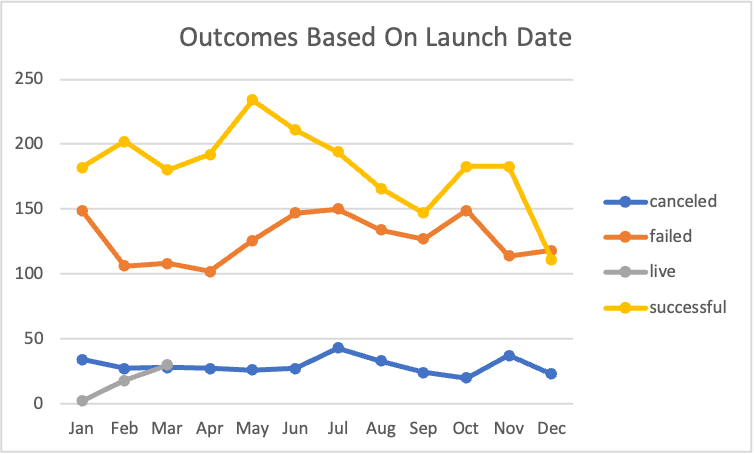 Outcomes Based On Launch Date
250
200
150
100
50
0
Jan Feb Mar Apr May Jun Jul Aug Sep Oct Nov Dec
canceled
failed
live
successful